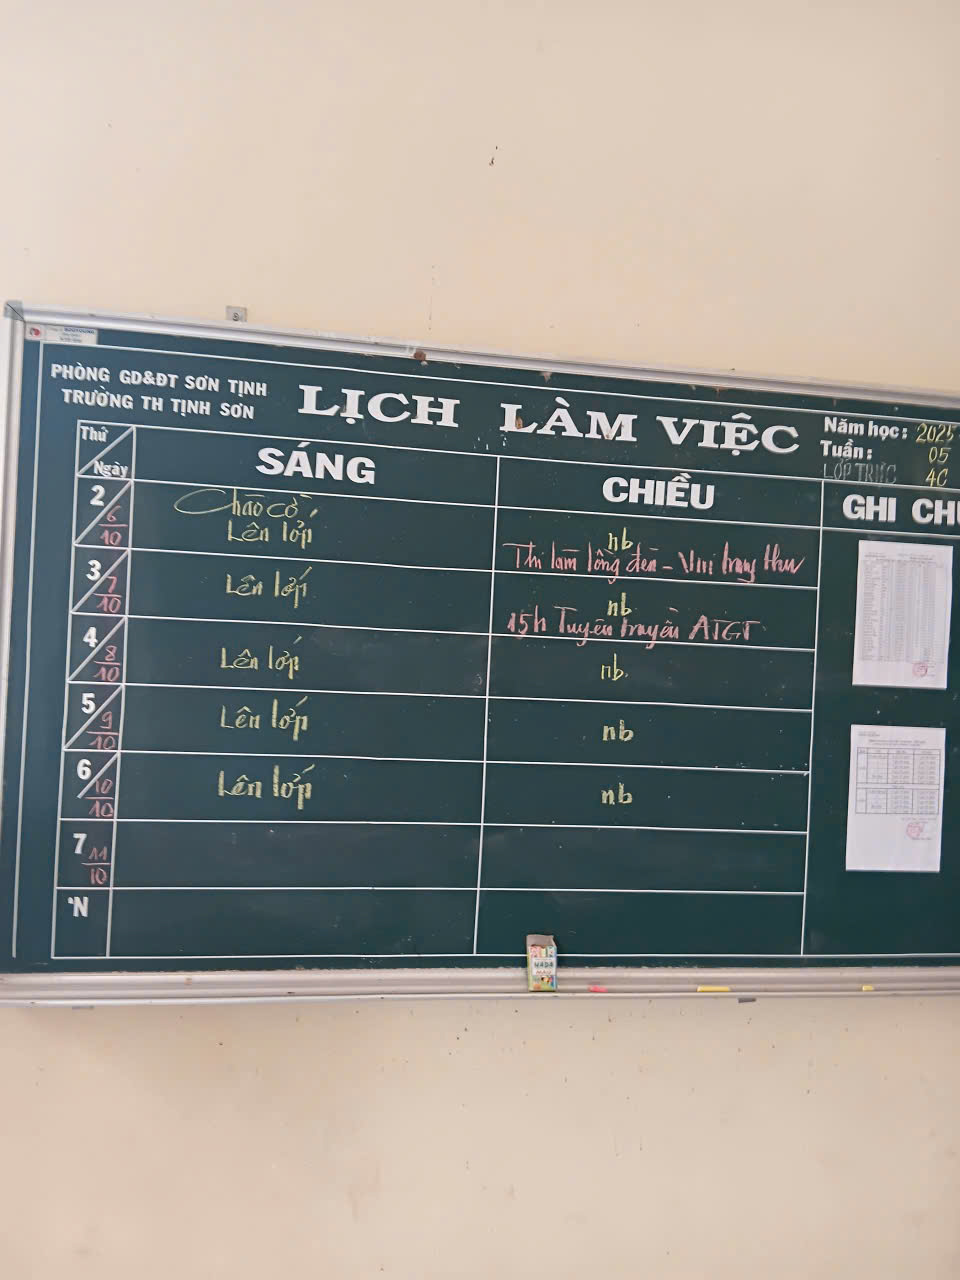 PHÒNG GD&ĐT SƠN TỊNH
TRƯỜNG TH TỊNH SƠN
LỊCH LÀM VIỆC
Năm học: 2025
Tuần: 05
LỚP TRỰC 4C
Thứ
Ngày
SÁNG
CHIỀU
GHI CHÚ
2 6/10
Chào cờ
Lên lớp
nb
Thi làm lồng đèn - Vui trung thu
3 7/10
Lên lớp
nb
15h Tuyên truyền ATGT
4 8/10
Lên lớp
nb.
5 9/10
Lên lớp
nb
6 10/10
Lên lớp
nb
7 11/10
N